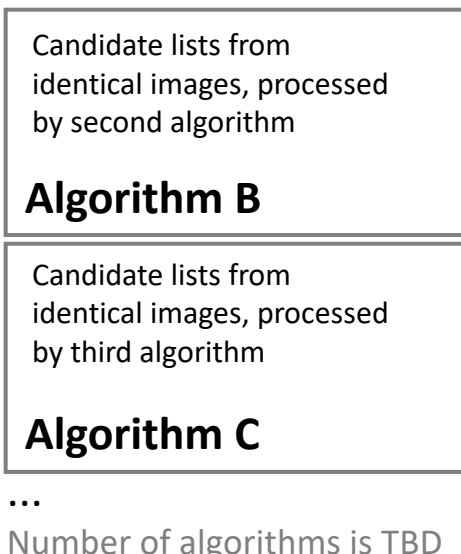 Candidate lists from
identical images, processed
by second algorithm
Algorithm B
Candidate lists from
identical images, processed
by third algorithm
Algorithm C
...
Number of algorithms is TBD